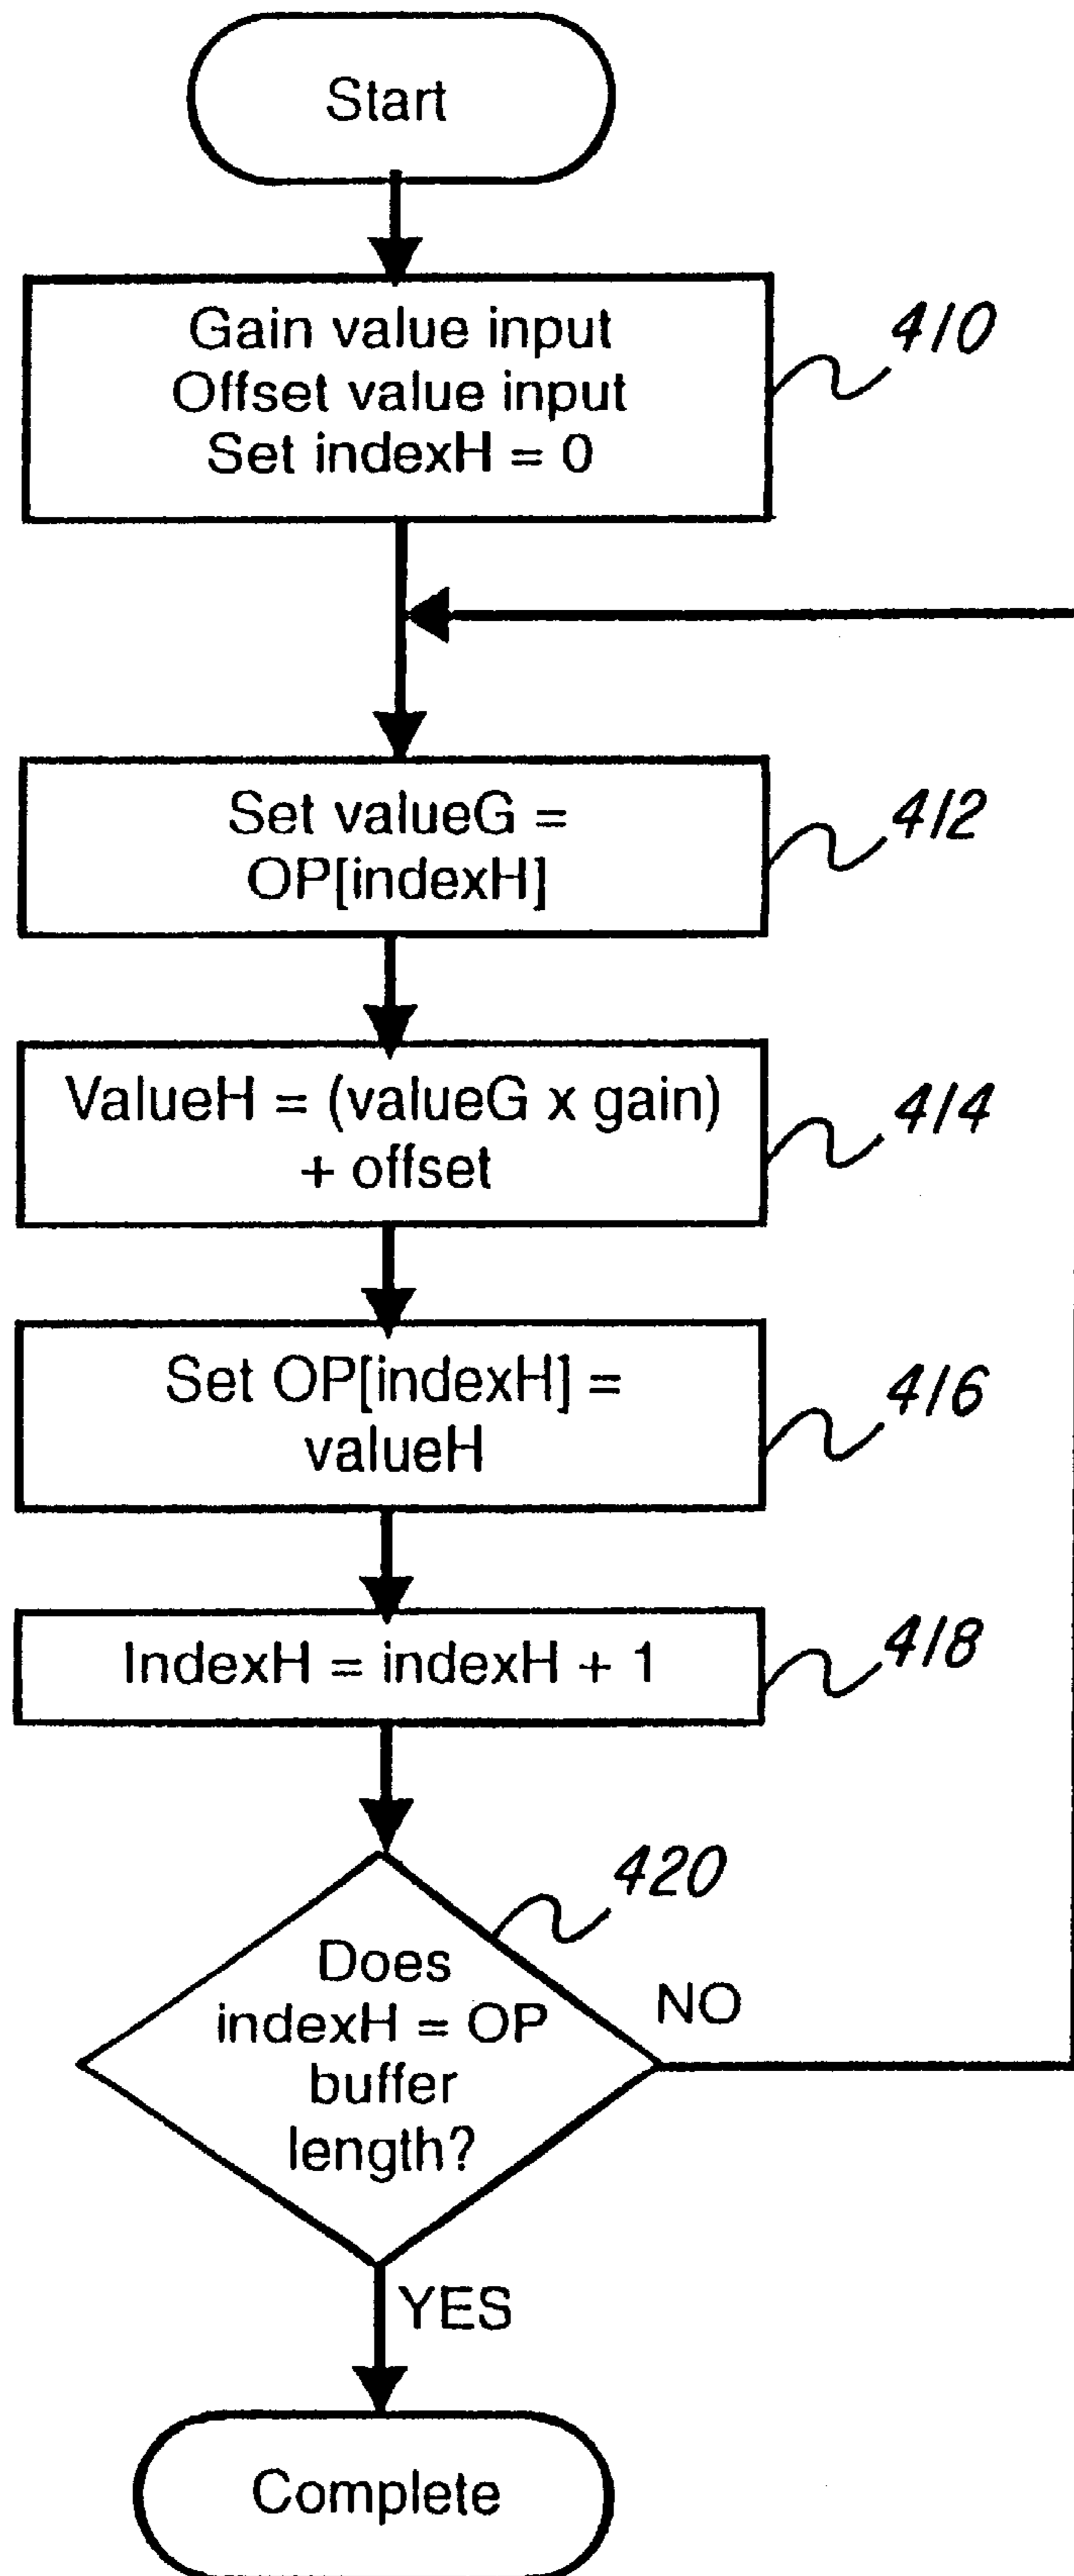 Start
Gain value input
Offset value input
Set indexH = 0
410
Set valueG =
OP[indexH]
412
ValueH = (valueG x gain)
+ offset
414
Set OP[indexH] =
valueH
416
IndexH = indexH + 1
418
420
Does
indexH = OP
buffer
length?
NO
YES
Complete